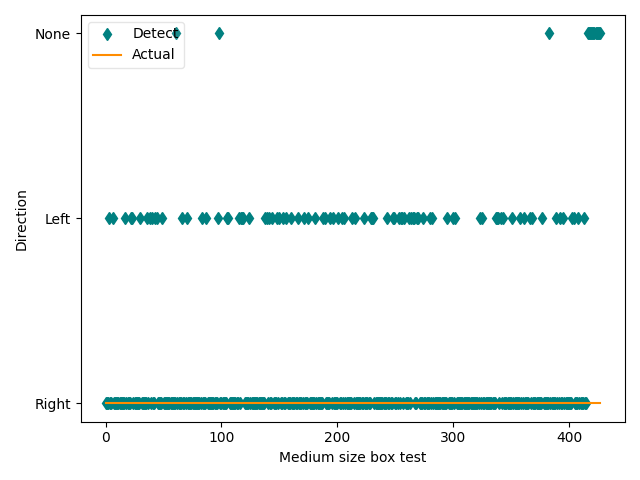 None
Left
Right
Direction
Detect
Actual
0 100 200 300 400
Medium size box test